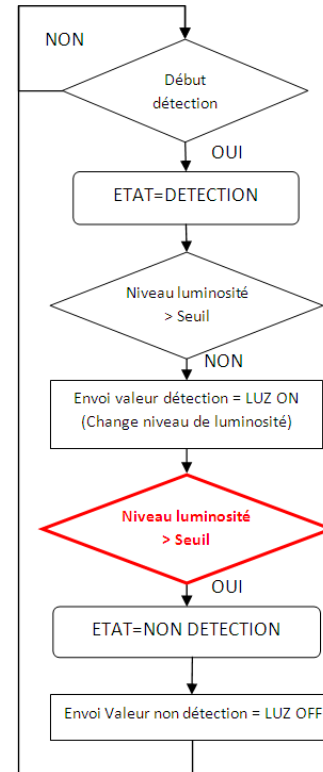 NON
Début
détection
OUI
ETAT=DETECTION
Niveau luminosité
> Seuil
NON
Envoi valeur détection = LUZ ON
(Change niveau de luminosité)
Niveau luminosité
> Seuil
OUI
ETAT=NON DETECTION
Envoi Valeur non détection = LUZ OFF